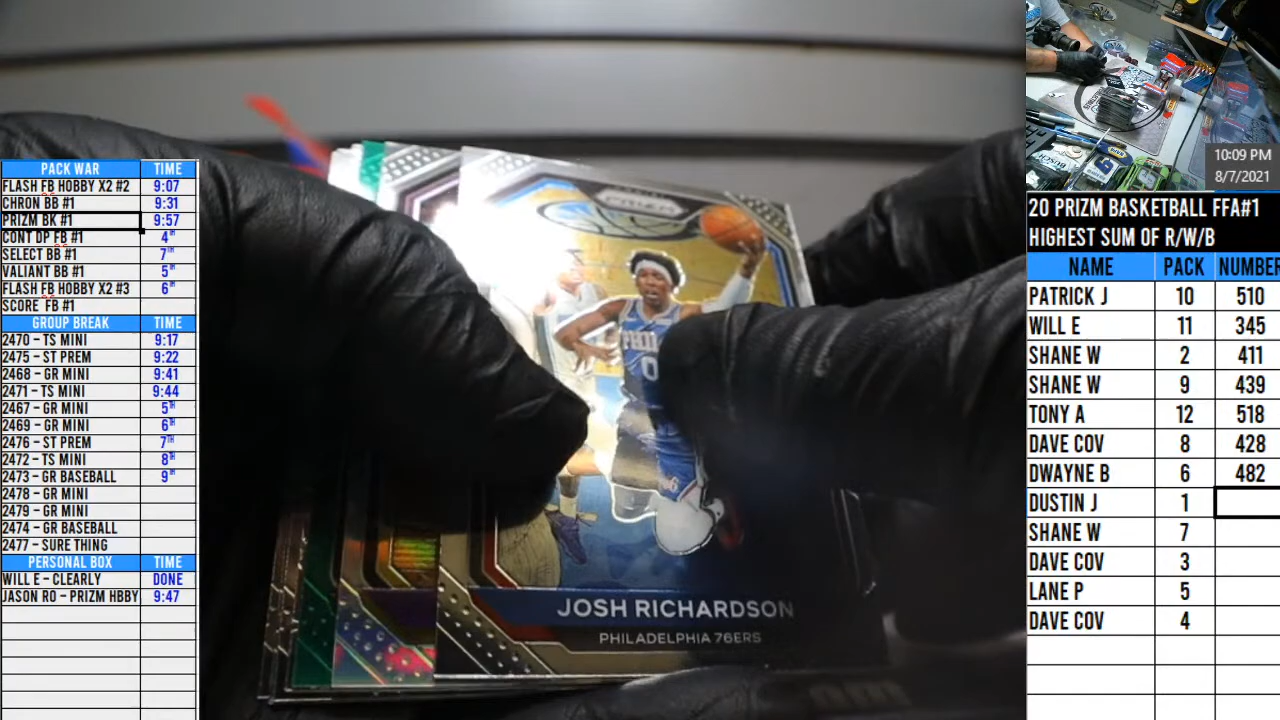 PACK WAR TIME
FLASH FB HOBBY X2 #2 9:07
CHRON BB #1 9:31
PRIZM BK #1 9:57
CONT DP FB #1 4TH
SELECT BB #1 7TH
VALIANT BB #1 5TH
FLASH FB HOBBY X2 #3 6TH
SCORE FB #1
GROUP BREAK TIME
2470 – TS MINI 9:17
2475 – ST PREM 9:22
2468 – GR MINI 9:41
2471 – TS MINI 9:44
2467 – GR MINI 5TH
2469 – GR MINI 6TH
2476 – ST PREM 7TH
2472 – TS MINI 8TH
2473 – GR BASEBALL 9TH
2478 – GR MINI
2479 – GR MINI
2474 – GR BASEBALL
2477 – SURE THING
PERSONAL BOX TIME
WILL E – CLEARLY DONE
JASON RO – PRIZM HBBY 9:47
PRIZM
PHIL
0
JOSH RICHARDSON
PHILADELPHIA 76ERS
BUSCH
10:09 PM
8/7/2021
20 PRIZM BASKETBALL FFA#1
HIGHEST SUM OF R/W/B
NAME PACK NUMBER
PATRICK J 10 510
WILL E 11 345
SHANE W 2 411
SHANE W 9 439
TONY A 12 518
DAVE COV 8 428
DWAYNE B 6 482
DUSTIN J 1
SHANE W 7
DAVE COV 3
LANE P 5
DAVE COV 4